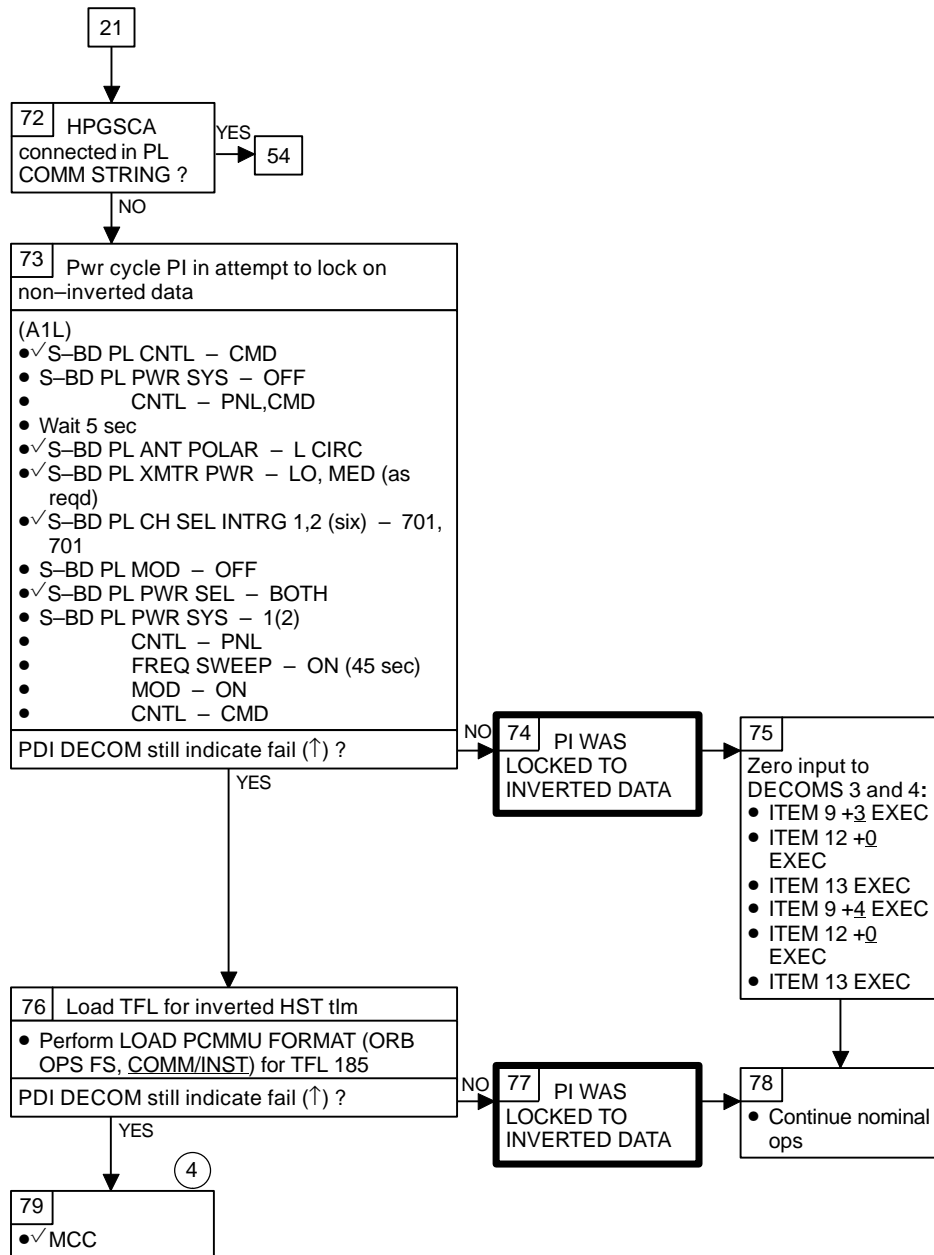 21
72 HPGSCA
connected in PL
COMM STRING ?
YES
54
NO
73 Pwr cycle PI in attempt to lock on
non–inverted data
(A1L)
●√S–BD PL CNTL – CMD
● S–BD PL PWR SYS – OFF
● CNTL – PNL,CMD
● Wait 5 sec
●√S–BD PL ANT POLAR – L CIRC
●√S–BD PL XMTR PWR – LO, MED (as
reqd)
●√S–BD PL CH SEL INTRG 1,2 (six) – 701,
701
● S–BD PL MOD – OFF
●√S–BD PL PWR SEL – BOTH
● S–BD PL PWR SYS – 1(2)
● CNTL – PNL
● FREQ SWEEP – ON (45 sec)
● MOD – ON
● CNTL – CMD
PDI DECOM still indicate fail (↑) ?
NO
74 PI WAS
LOCKED TO
INVERTED DATA
75
Zero input to
DECOMS 3 and 4:
● ITEM 9 +3 EXEC
● ITEM 12 +0
EXEC
● ITEM 13 EXEC
● ITEM 9 +4 EXEC
● ITEM 12 +0
EXEC
● ITEM 13 EXEC
YES
76 Load TFL for inverted HST tlm
● Perform LOAD PCMMU FORMAT (ORB
OPS FS, COMM/INST) for TFL 185
PDI DECOM still indicate fail (↑) ?
NO
77 PI WAS
LOCKED TO
INVERTED DATA
78
● Continue nominal
ops
YES
4
79
●√MCC